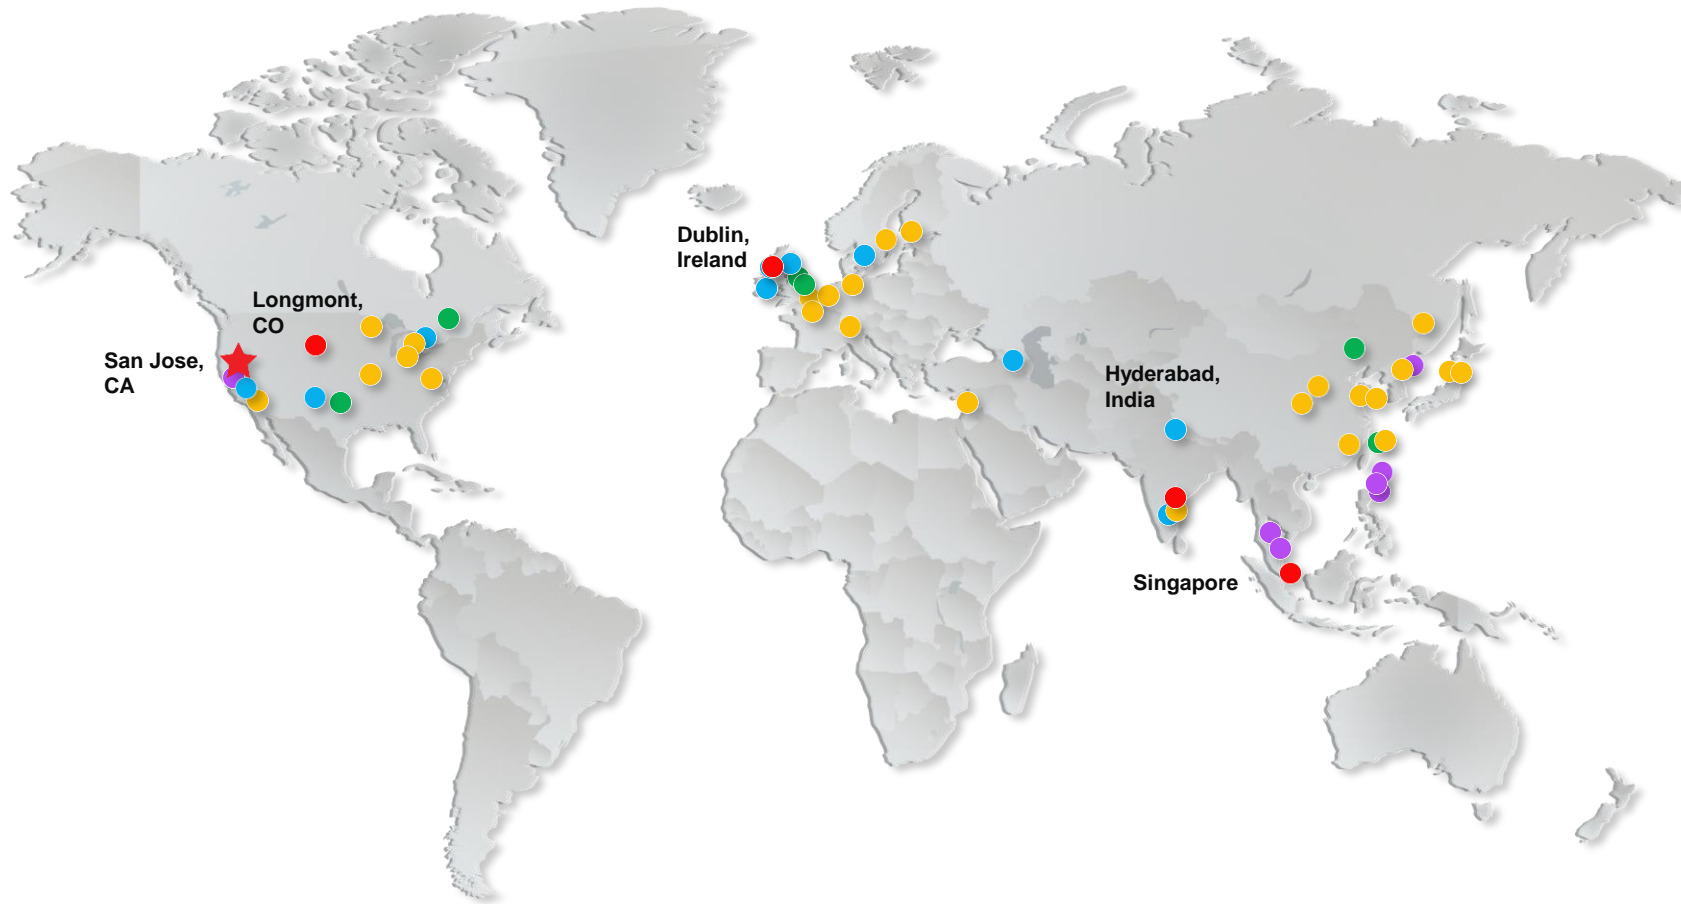 Dublin,
Ireland
Longmont,
CO
San Jose,
CA
Hyderabad,
India
Singapore